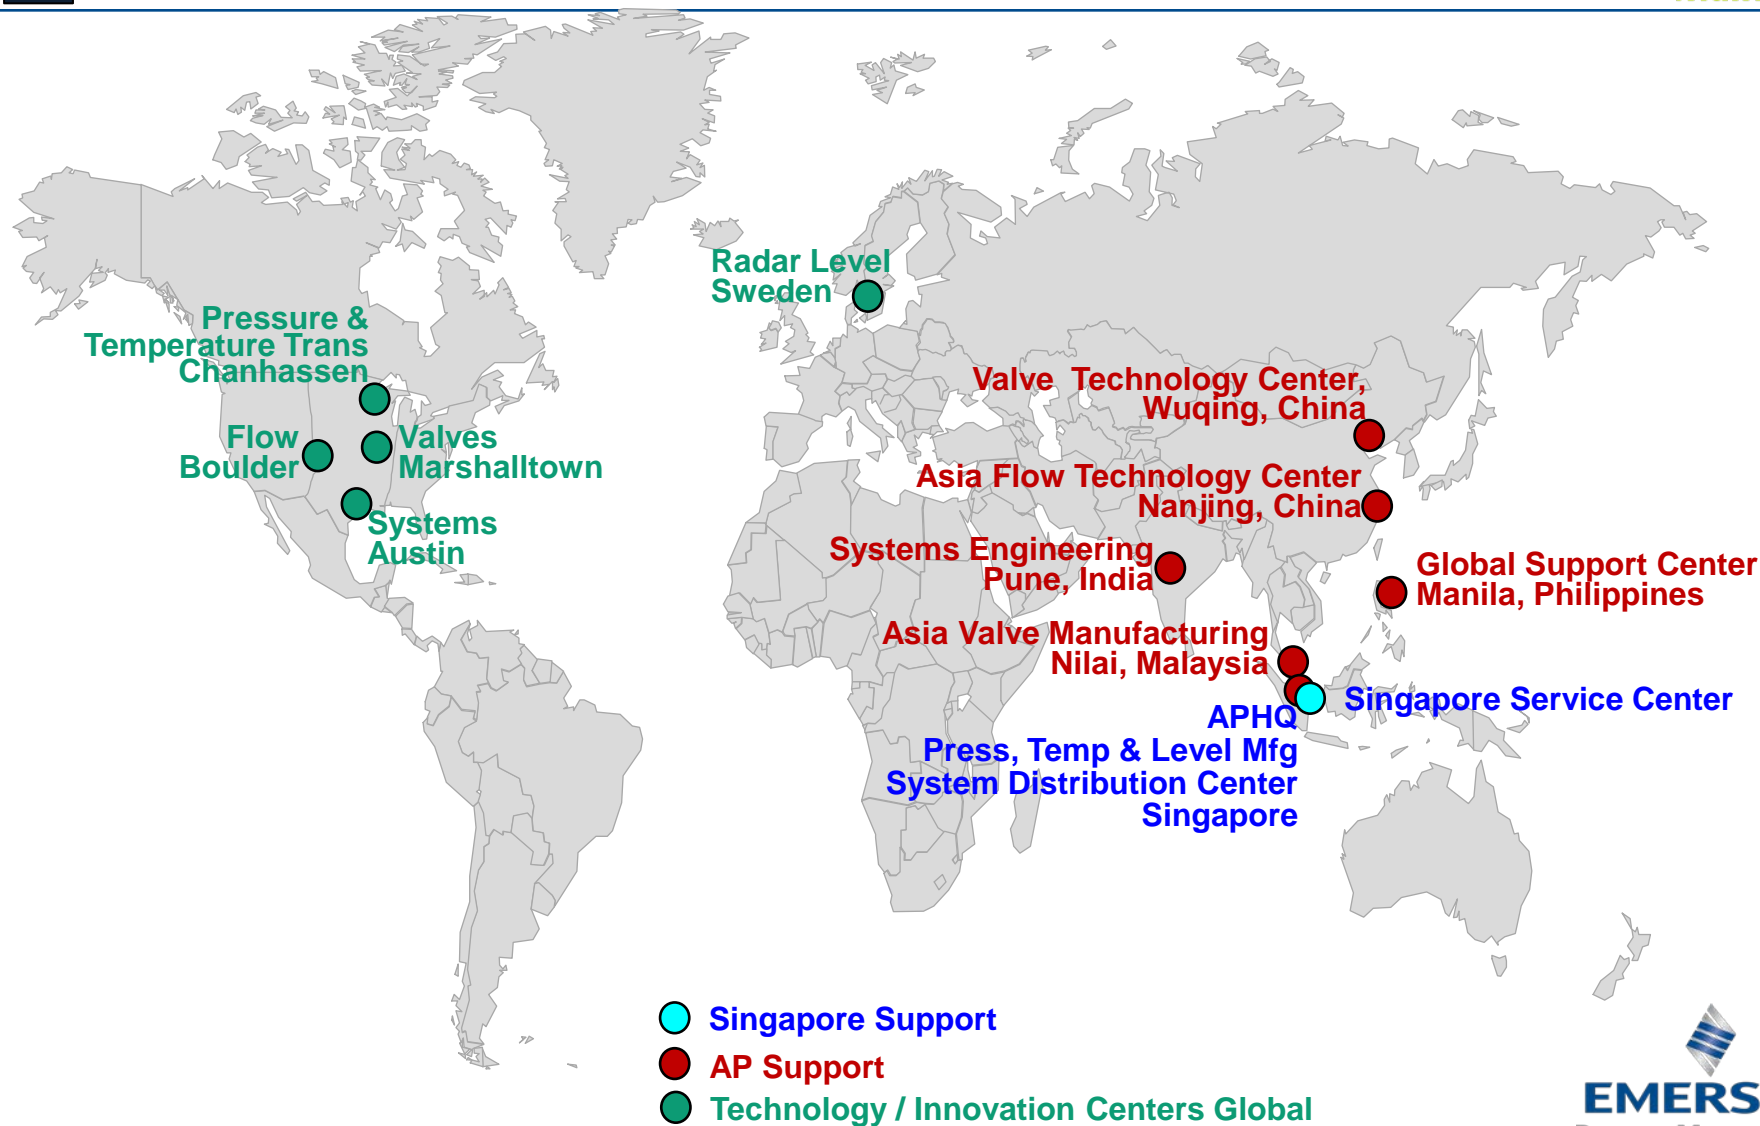 Radar Level
Sweden
Pressure &
Temperature Trans
Chanhassen
Flow
Boulder
Valves
Marshalltown
Systems
Austin
Valve Technology Center,
Wuqing, China
Asia Flow Technology Center
Nanjing, China
Systems Engineering
Pune, India
Global Support Center
Manila, Philippines
Asia Valve Manufacturing
Nilai, Malaysia
Singapore Service Center
APHQ
Press, Temp & Level Mfg
System Distribution Center
Singapore
Singapore Support
AP Support
Technology / Innovation Centers Global
EMERS